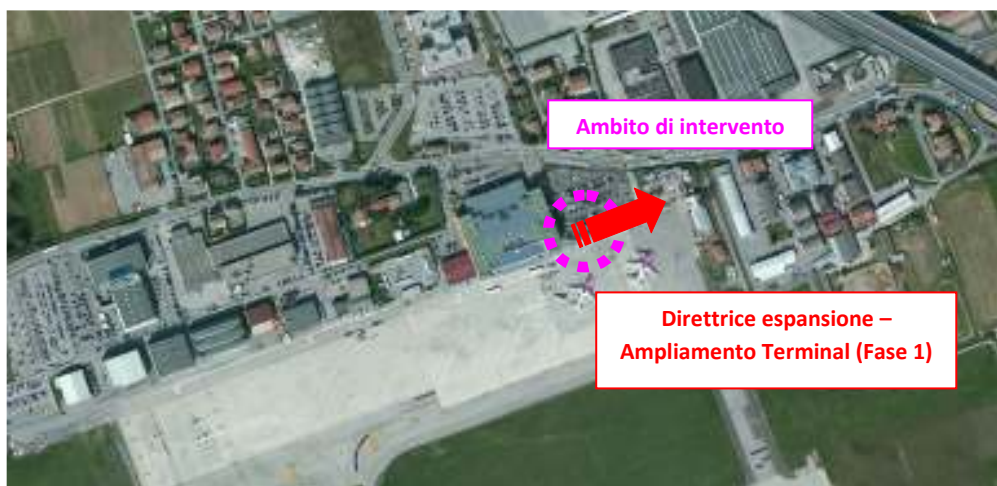 Ambito di intervento
Direttrice espansione –
Ampliamento Terminal (Fase 1)